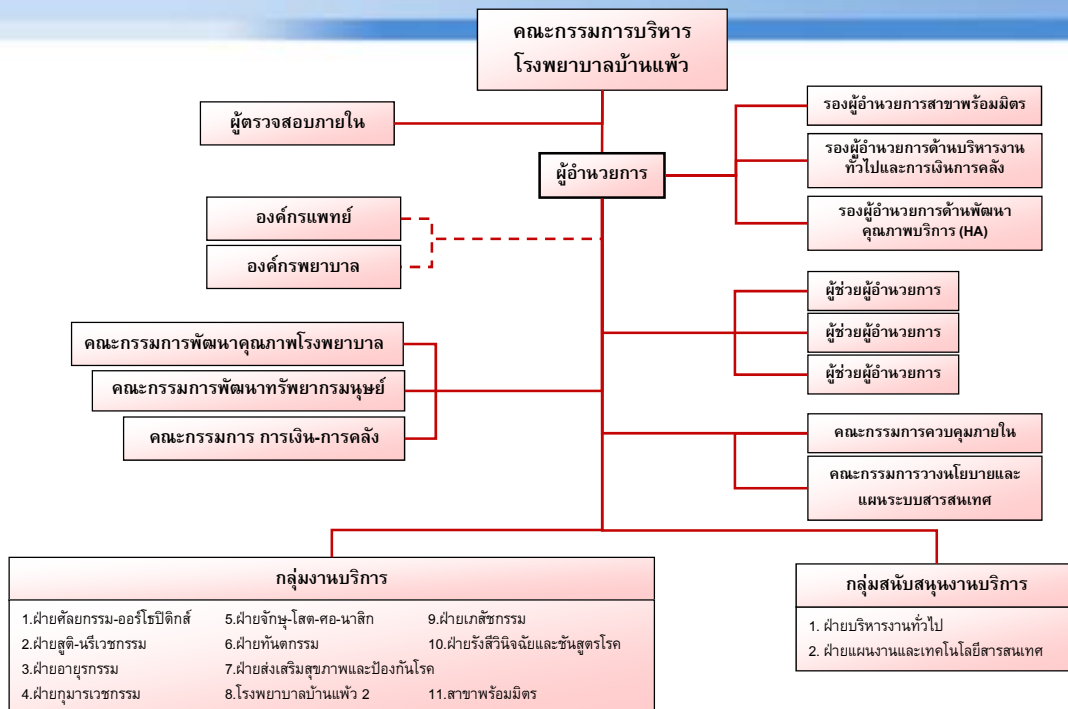 คณะกรรมการบริหาร
โรงพยาบาลบ้านแพ้ว
ผู้ตรวจสอบภายใน
ผู้อำนวยการ
รองผู้อำนวยการสาขาพร้อมมิตร
รองผู้อำนวยการด้านบริหารงาน
ทั่วไปและการเงินการคลัง
รองผู้อำนวยการด้านพัฒนา
คุณภาพบริการ (HA)
องค์กรแพทย์
องค์กรพยาบาล
ผู้ช่วยผู้อำนวยการ
ผู้ช่วยผู้อำนวยการ
ผู้ช่วยผู้อำนวยการ
คณะกรรมการพัฒนาคุณภาพโรงพยาบาล
คณะกรรมการพัฒนาทรัพยากรมนุษย์
คณะกรรมการ การเงิน-การคลัง
คณะกรรมการควบคุมภายใน
คณะกรรมการวางนโยบายและ
แผนระบบสารสนเทศ
กลุ่มงานบริการ
1.ฝ่ายศัลยกรรม-ออร์โธปิดิกส์
2.ฝ่ายสูติ-นรีเวชกรรม
3.ฝ่ายอายุรกรรม
4.ฝ่ายกุมารเวชกรรม
5.ฝ่ายจักษุ-โสต-ศอ-นาสิก
6.ฝ่ายทันตกรรม
7.ฝ่ายส่งเสริมสุขภาพและป้องกันโรค
8.โรงพยาบาลบ้านแพ้ว 2
9.ฝ่ายเภสัชกรรม
10.ฝ่ายรังสีวินิจฉัยและชันสูตรโรค
11.สาขาพร้อมมิตร
กลุ่มสนับสนุนงานบริการ
1. ฝ่ายบริหารงานทั่วไป
2. ฝ่ายแผนงานและเทคโนโลยีสารสนเทศ